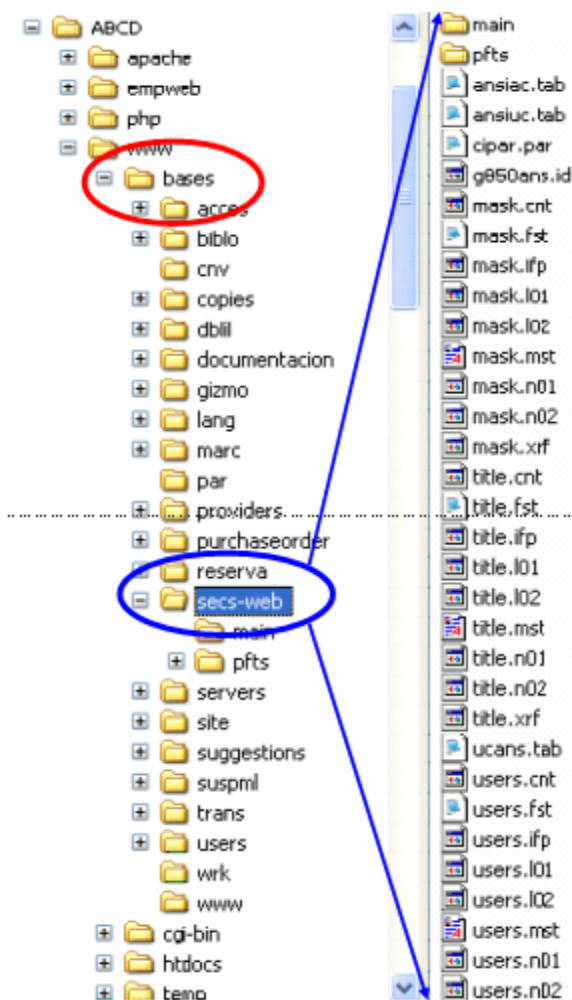 ABCD
apache
empweb
php
www
bases
acces
biblo
cnv
copies
dblil
documentacion
gizmo
lang
marc
par
providers
purchaseorder
reserva
secs-web
main
pfts
servers
site
suggestions
suspml
trans
users
wrk
www
cgi-bin
htdocs
temp
main
pfts
ansiac.tab
ansiuc.tab
cipar.par
g850ans.id
mask.cnt
mask.fst
mask.ifp
mask.l01
mask.l02
mask.mst
mask.n01
mask.n02
mask.xrf
title.cnt
title.fst
title.ifp
title.l01
title.l02
title.mst
title.n01
title.n02
title.xrf
ucans.tab
users.cnt
users.fst
users.ifp
users.l01
users.l02
users.mst
users.n01
users.n02